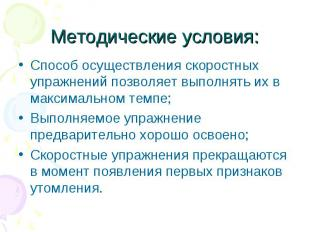 Методические условия:
• Способ осуществления скоростных
упражнений позволяет выполнять их в
максимальном темпе;
• Выполняемое упражнение
предварительно хорошо освоено;
• Скоростные упражнения прекращаются
в момент появления первых признаков
утомления.